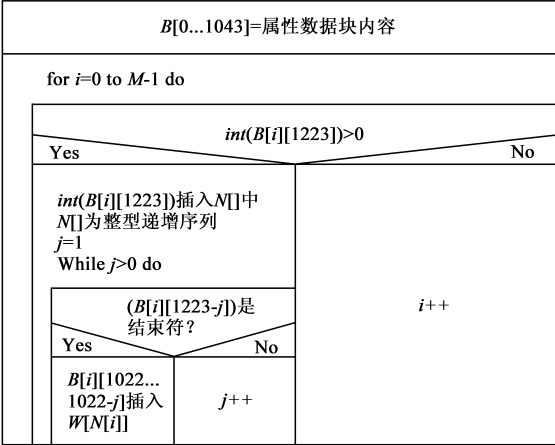 B[0...1043]=属性数据块内容
for i=0 to M-1 do
int(B[i][1223])>0
Yes
No
int(B[i][1223])插入N[]中
N[]为整型递增序列
j=1
While j>0 do
i++
(B[i][1223-j])是
结束符?
Yes
No
B[i][1022...
1022-j]插入
W[N[i]]
j++